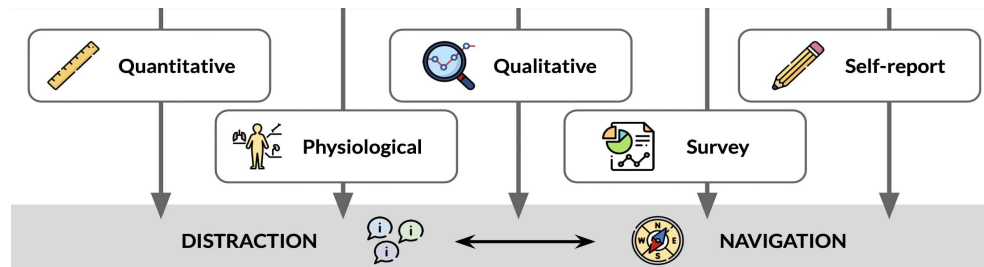 Quantitative
Qualitative
Self-report
Physiological
Survey
DISTRACTION
i
i
i
N
W
E
S
NAVIGATION